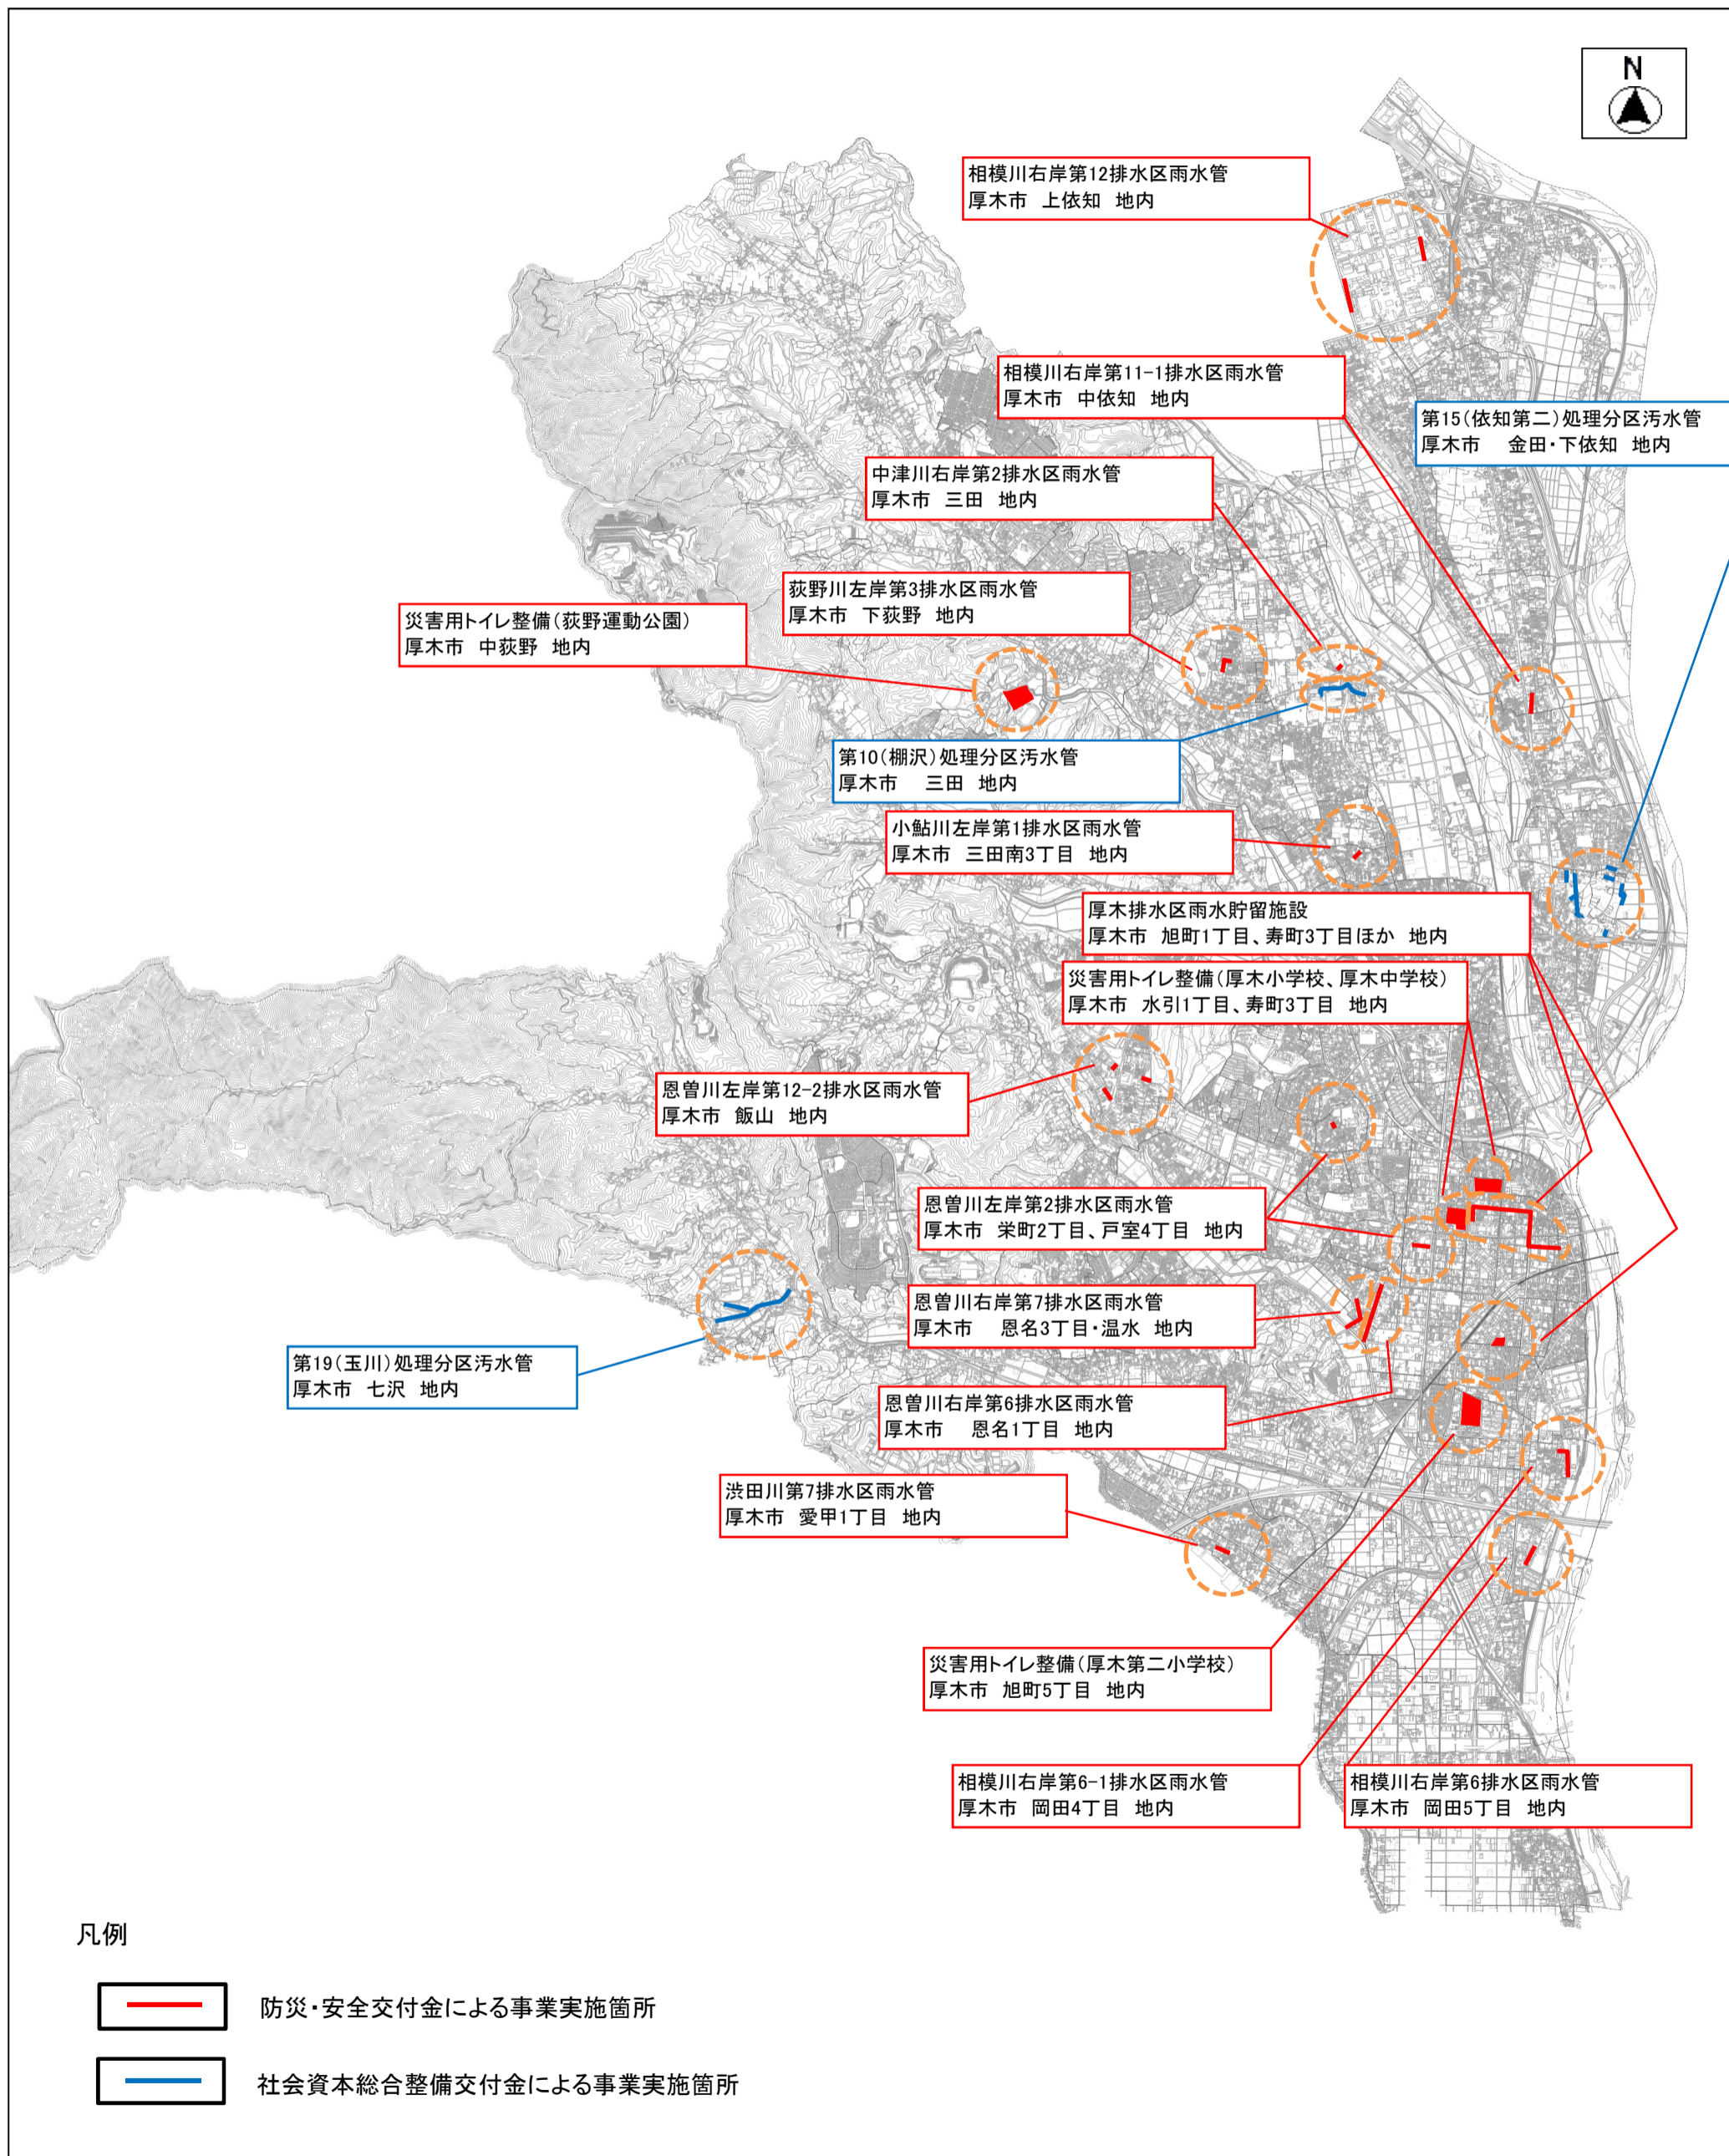 N
相模川右岸第12排水区雨水管
厚木市 上依知 地内
相模川右岸第11-1排水区雨水管
厚木市 中依知 地内
第15(依知第二)処理分区汚水管
厚木市 金田・下依知 地内
中津川右岸第2排水区雨水管
厚木市 三田 地内
荻野川左岸第3排水区雨水管
厚木市 下荻野 地内
災害用トイレ整備(荻野運動公園)
厚木市 中荻野 地内
第10(棚沢)処理分区汚水管
厚木市 三田 地内
小鮎川左岸第1排水区雨水管
厚木市 三田南3丁目 地内
厚木排水区雨水貯留施設
厚木市 旭町1丁目、寿町3丁目ほか 地内
災害用トイレ整備(厚木小学校、厚木中学校)
厚木市 水引1丁目、寿町3丁目 地内
恩曽川左岸第12-2排水区雨水管
厚木市 飯山 地内
恩曽川左岸第2排水区雨水管
厚木市 栄町2丁目、戸室4丁目 地内
恩曽川右岸第7排水区雨水管
厚木市 恩名3丁目・温水 地内
第19(玉川)処理分区汚水管
厚木市 七沢 地内
恩曽川右岸第6排水区雨水管
厚木市 恩名1丁目 地内
渋田川第7排水区雨水管
厚木市 愛甲1丁目 地内
災害用トイレ整備(厚木第二小学校)
厚木市 旭町5丁目 地内
相模川右岸第6-1排水区雨水管
厚木市 岡田4丁目 地内
相模川右岸第6排水区雨水管
厚木市 岡田5丁目 地内
凡例
防災・安全交付金による事業実施箇所
社会資本総合整備交付金による事業実施箇所